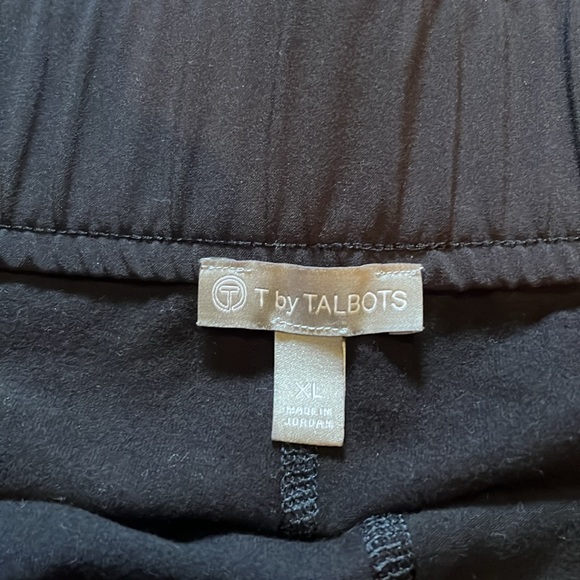 T T by TALBOTS
XL
MADE IN
JORDAN